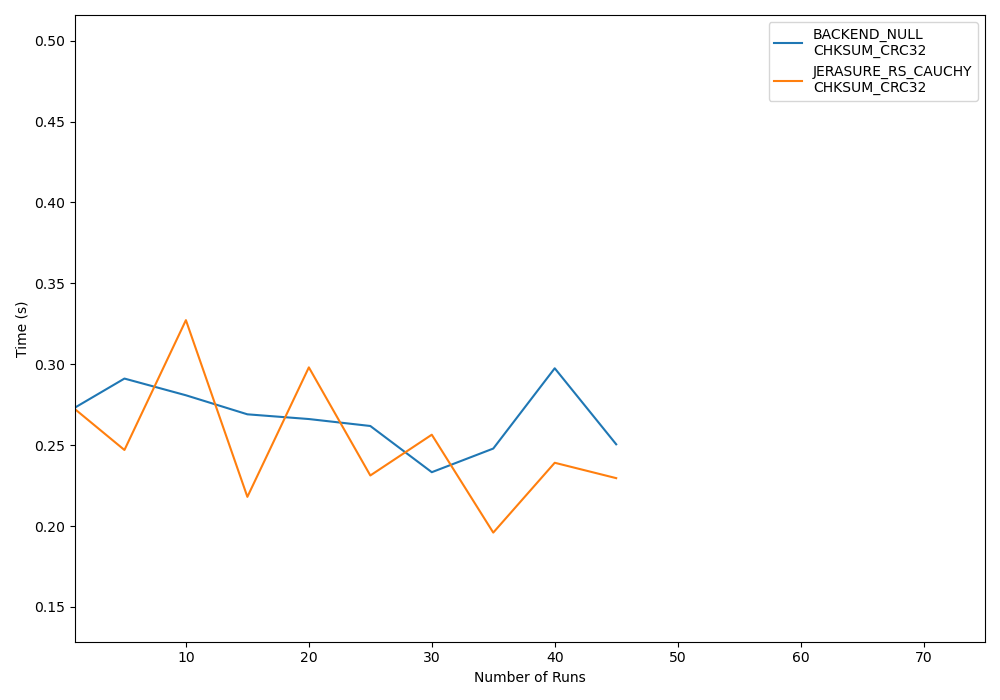 BACKEND_NULL
CHKSUM_CRC32
JERASURE_RS_CAUCHY
CHKSUM_CRC32
0.50
0.45
0.40
0.35
0.30
0.25
0.20
0.15
Time (s)
10 20 30 40 50 60 70
Number of Runs